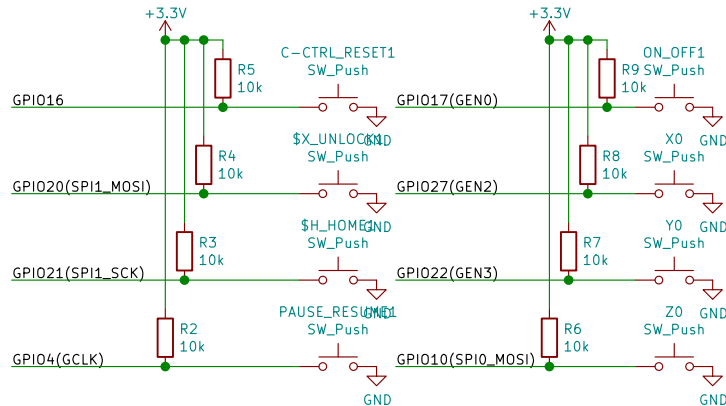 +3.3V
+3.3V
C-CTRL_RESET1
SW_Push
R5
10k
GPIO16
GND
ON_OFF1
SW_Push
R9
10k
GPIO17(GEN0)
GND
$X_UNLOCK1
SW_Push
R4
10k
GPIO20(SPI1_MOSI)
GND
X0
SW_Push
R8
10k
GPIO27(GEN2)
GND
$H_HOME1
SW_Push
R3
10k
GPIO21(SPI1_SCK)
GND
Y0
SW_Push
R7
10k
GPIO22(GEN3)
GND
PAUSE_RESUME1
SW_Push
R2
10k
GPIO4(GCLK)
GND
Z0
SW_Push
R6
10k
GPIO10(SPI0_MOSI)
GND